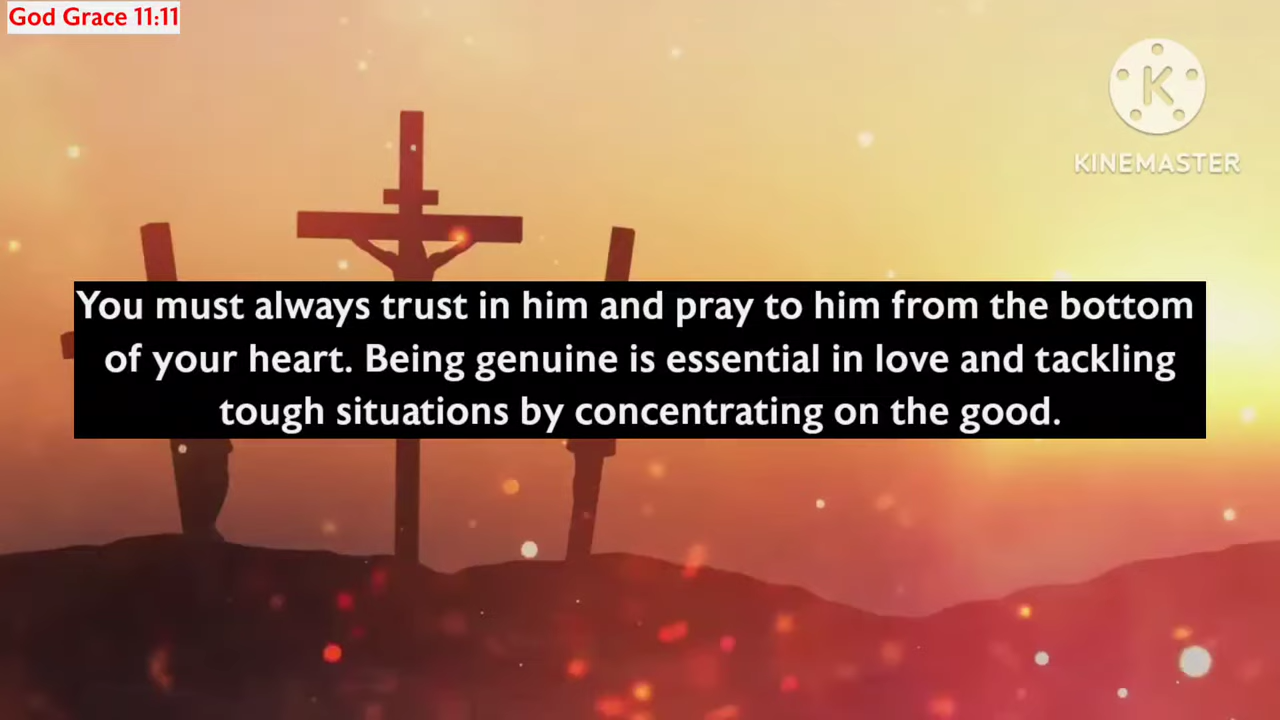 God Grace 11:11
K
KINEMASTER
You must always trust in him and pray to him from the bottom
of your heart. Being genuine is essential in love and tackling
tough situations by concentrating on the good.